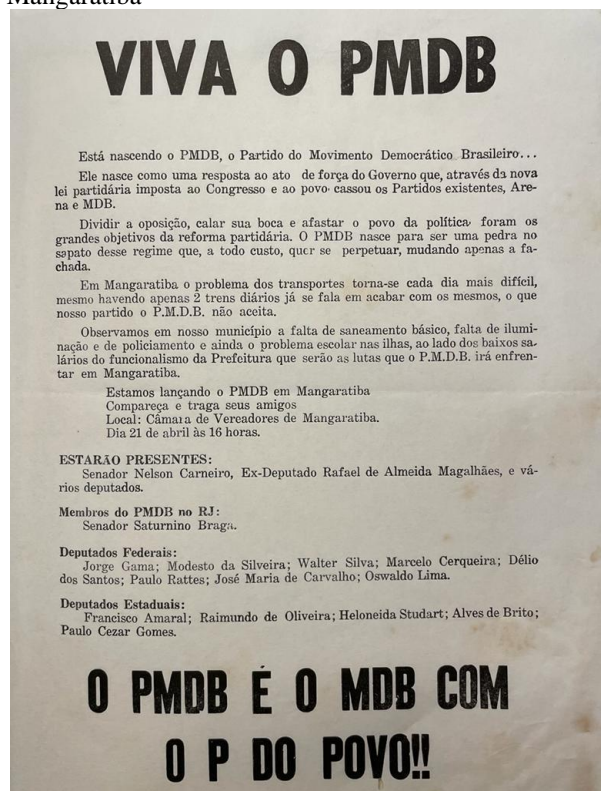 Mangaratiba
VIVA O PMDB
Está nascendo o PMDB, o Partido do Movimento Democrático Brasileiro...
Ele nasce como uma resposta ao ato de força do Governo que, através da nova
lei partidária imposta ao Congresso e ao povo cassou os Partidos existentes, Are-
na e MDB.
Dividir a oposição, calar sua boca e afastar o povo da política foram os
grandes objetivos da reforma partidária. O PMDB nasce para ser uma pedra no
sapato desse regime que, a todo custo, quer se perpetuar, mudando apenas a fa-
chada.
Em Mangaratiba o problema dos transportes torna-se cada dia mais difícil,
mesmo havendo apenas 2 trens diários já se fala em acabar com os mesmos, o que
nosso partido o P.M.D.B. não aceita.
Observamos em nosso município a falta de saneamento básico, falta de ilumi-
nação e de policiamento e ainda o problema escolar nas ilhas, ao lado dos baixos sa-
lários do funcionalismo da Prefeitura que serão as lutas que o P.M.D.B. irá enfren-
tar em Mangaratiba.
Estamos lançando o PMDB em Mangaratiba
Compareça e traga seus amigos
Local: Câmara de Vereadores de Mangaratiba.
Dia 21 de abril às 16 horas.
ESTARÃO PRESENTES:
Senador Nelson Carneiro, Ex-Deputado Rafael de Almeida Magalhães, e vá-
rios deputados.
Membros do PMDB no RJ:
Senador Saturnino Braga.
Deputados Federais:
Jorge Gama; Modesto da Silveira; Walter Silva; Marcelo Cerqueira; Délio
dos Santos; Paulo Rattes; José Maria de Carvalho; Oswaldo Lima.
Deputados Estaduais:
Francisco Amaral; Raimundo de Oliveira; Heloneida Studart; Alves de Brito;
Paulo Cezar Gomes.
O PMDB É O MDB COM
O P DO POVO!!